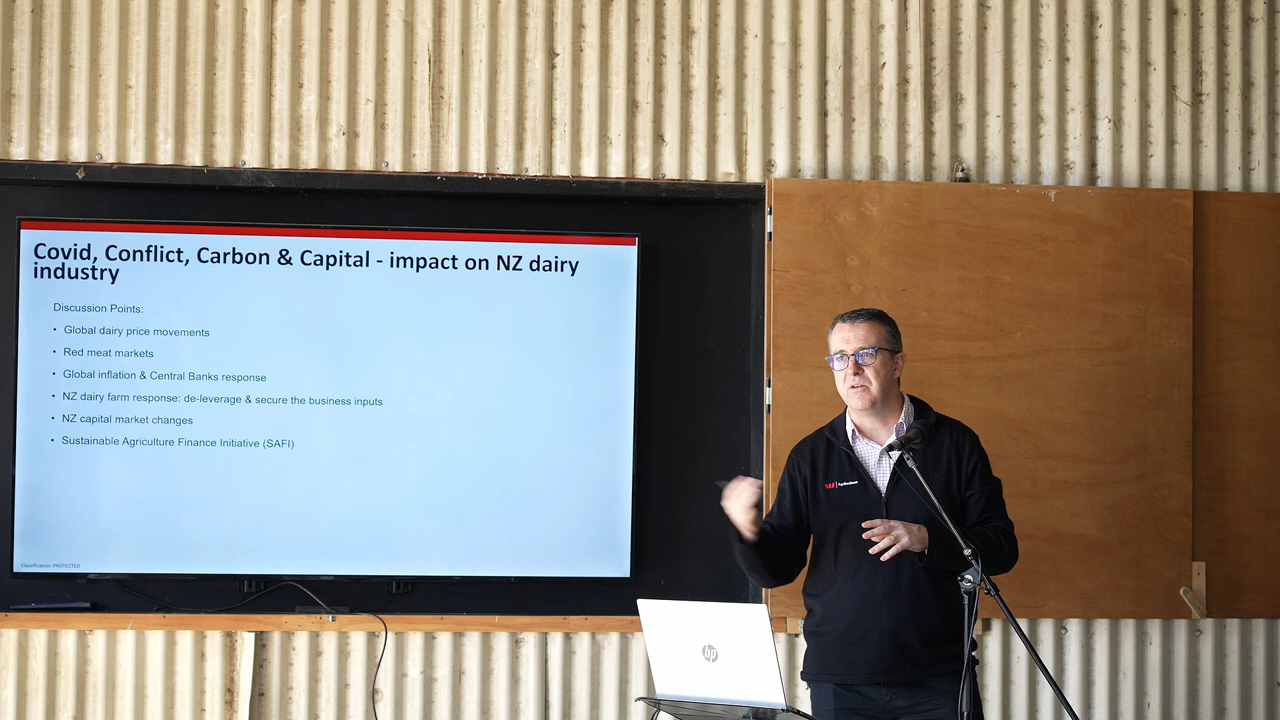 Covid, Conflict, Carbon & Capital - impact on NZ dairy
industry
Discussion Points:
• Global dairy price movements
• Red meat markets
• Global inflation & Central Banks response
• NZ dairy farm response: de-leverage & secure the business inputs
• NZ capital market changes
• Sustainable Agriculture Finance Initiative (SAFI)
Classification: PROTECTED
Agribusiness
hp